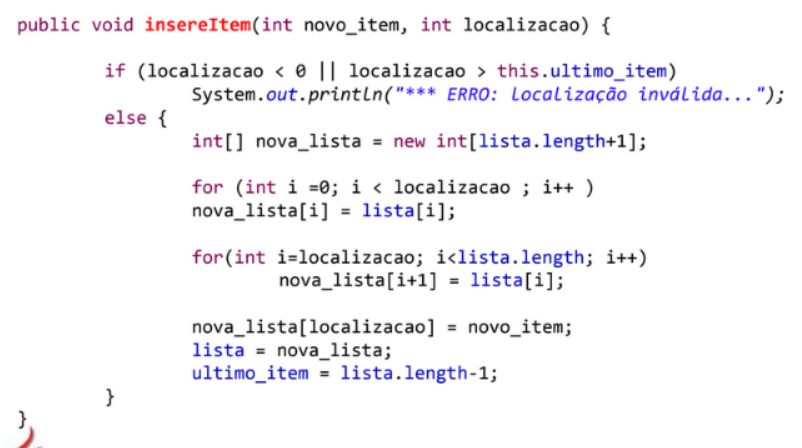 public void insereItem(int novo_item, int localizacao) {
if (localizacao < 0 || localizacao > this.ultimo_item)
System.out.println("*** ERRO: Localização inválida...");
else {
int[] nova_lista = new int[lista.length+1];
for (int i =0; i < localizacao ; i++ )
nova_lista[i] = lista[i];
for(int i=localizacao; i<lista.length; i++)
nova_lista[i+1] = lista[i];
nova_lista[localizacao] = novo_item;
lista = nova_lista;
ultimo_item = lista.length-1;
}
}